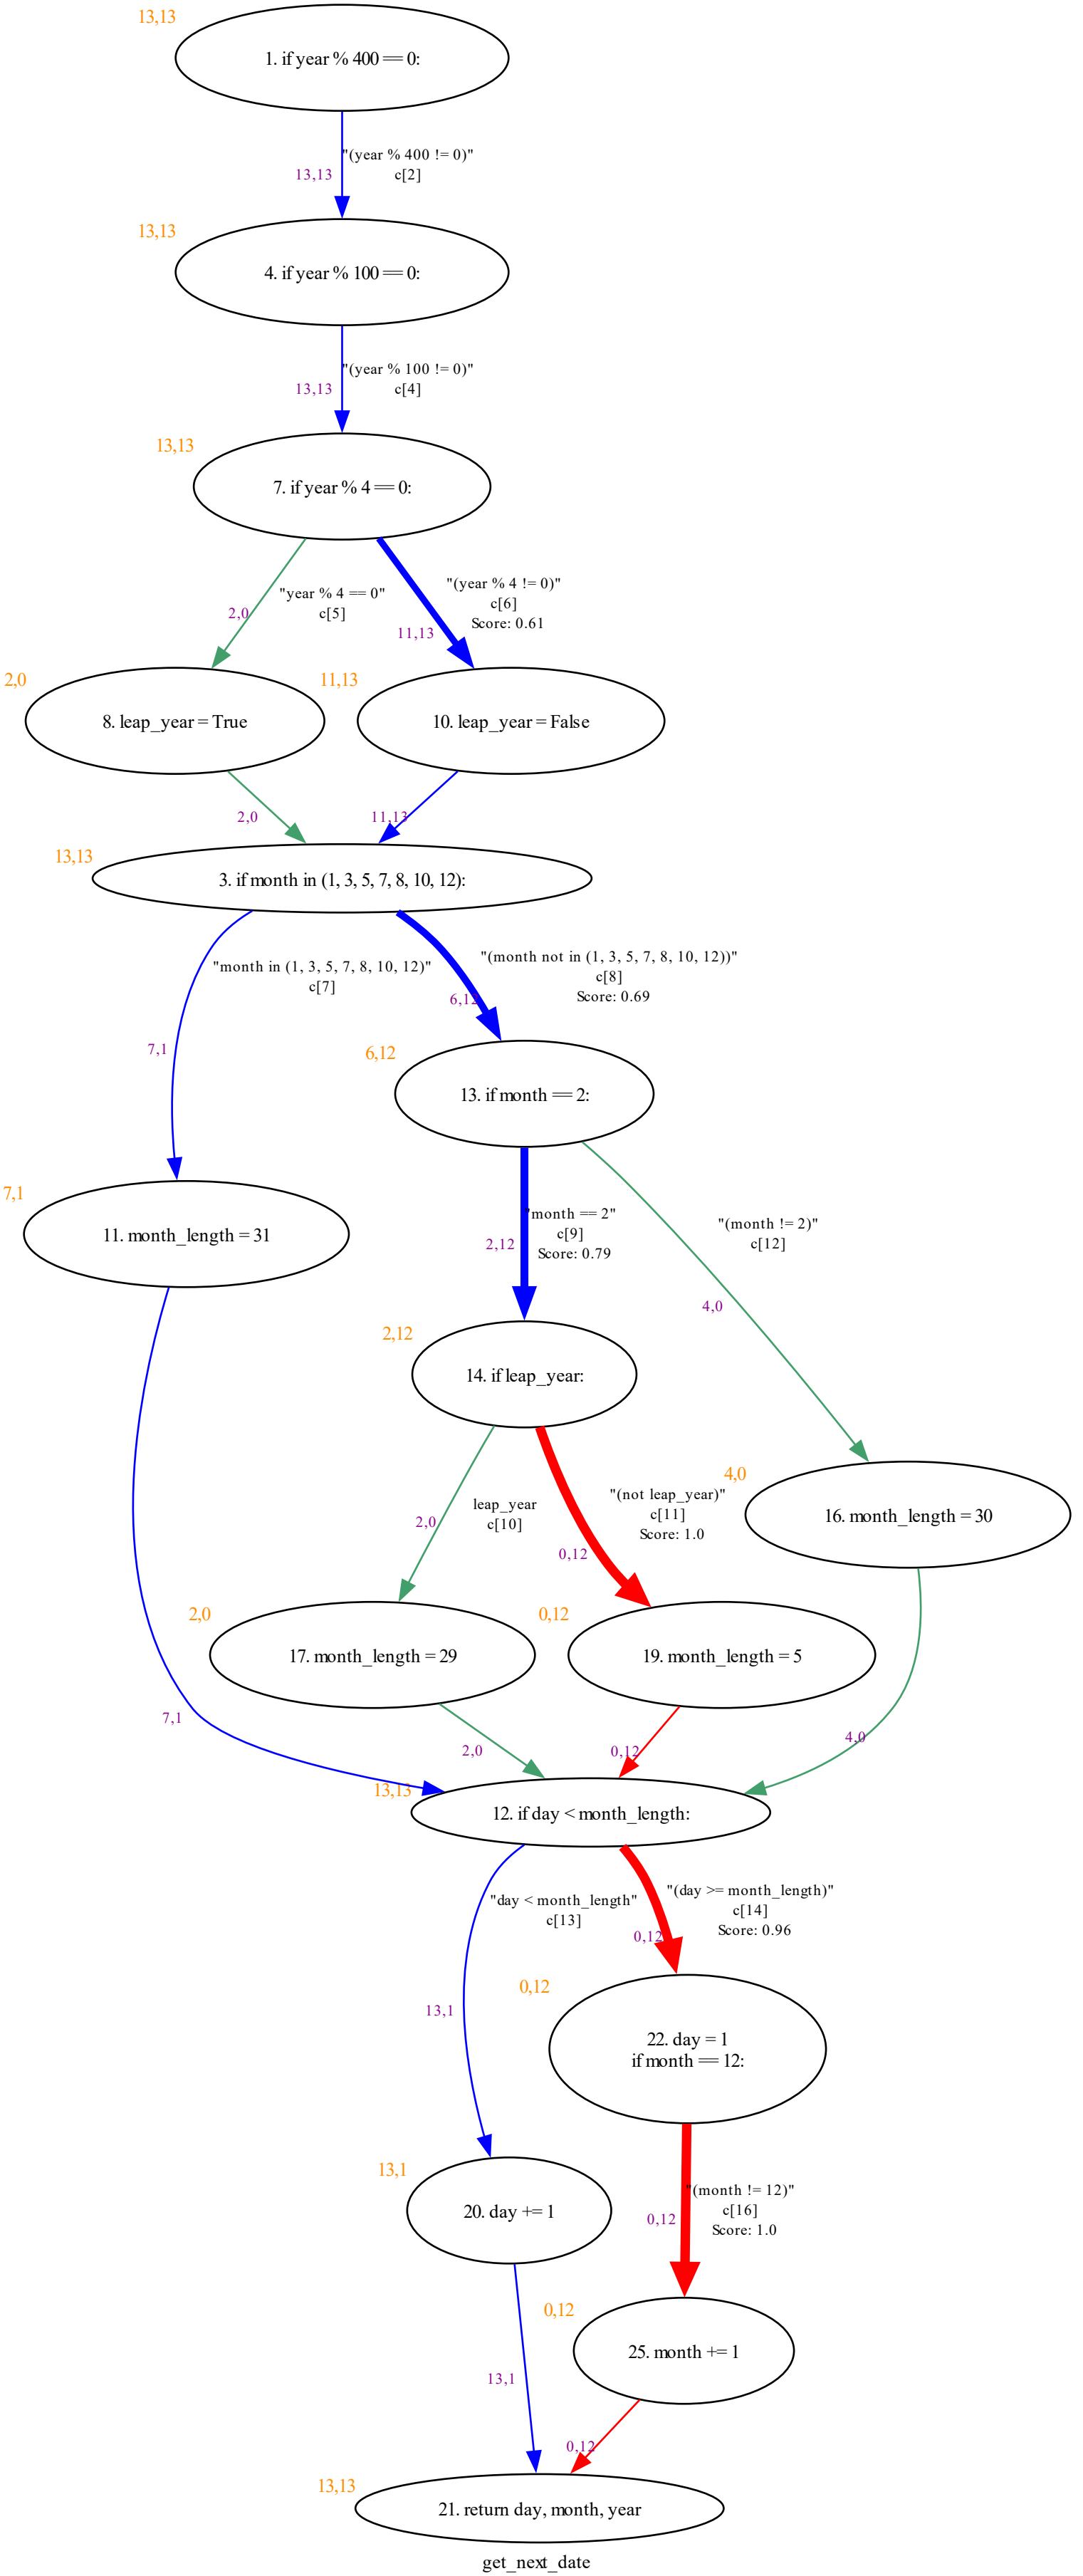 13,13
1. if year % 400 == 0:
"(year % 400 != 0)"
13,13
c[2]
13,13
4. if year % 100 == 0:
"(year % 100 != 0)"
13,13
c[4]
13,13
7. if year % 4 == 0:
"year % 4 == 0"
2,0
c[5]
"(year % 4 != 0)"
c[6]
Score: 0.61
11,13
2,0
8. leap_year = True
11,13
10. leap_year = False
2,0
11,13
13,13
3. if month in (1, 3, 5, 7, 8, 10, 12):
"month in (1, 3, 5, 7, 8, 10, 12)"
c[7]
7,1
"(month not in (1, 3, 5, 7, 8, 10, 12))"
c[8]
Score: 0.69
6,12
6,12
13. if month == 2:
7,1
11. month_length = 31
"month == 2"
c[9]
Score: 0.79
2,12
"(month != 2)"
c[12]
4,0
2,12
14. if leap_year:
leap_year
c[10]
2,0
"(not leap_year)"
c[11]
Score: 1.0
0,12
4,0
16. month_length = 30
2,0
17. month_length = 29
0,12
19. month_length = 5
7,1
2,0
0,12
4,0
13,13
12. if day < month_length:
"day < month_length"
c[13]
13,1
"(day >= month_length)"
c[14]
Score: 0.96
0,12
0,12
22. day = 1
if month == 12:
13,1
20. day += 1
"(month != 12)"
c[16]
Score: 1.0
0,12
0,12
25. month += 1
13,1
0,12
13,13
21. return day, month, year
get_next_date